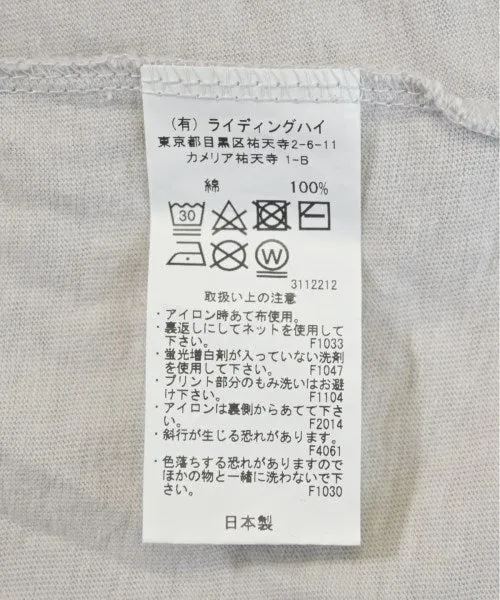 (有) ライディングハイ
東京都目黒区祐天寺2-6-11
カメリア祐天寺 1-B
綿 100%
30
W
3112212
取扱い上の注意
・アイロン時あて布使用。
・裏返しにしてネットを使用して
下さい。 F1033
・蛍光増白剤が入っていない洗剤
を使用して下さい。 F1047
・プリント部分のもみ洗いはお避
け下さい。 F1104
・アイロンは裏側からあてて下さ
い。 F2014
・斜行が生じる恐れがあります。
F4061
・色落ちする恐れがありますので
ほかの物と一緒に洗わないで下
さい。 F1030
日本製